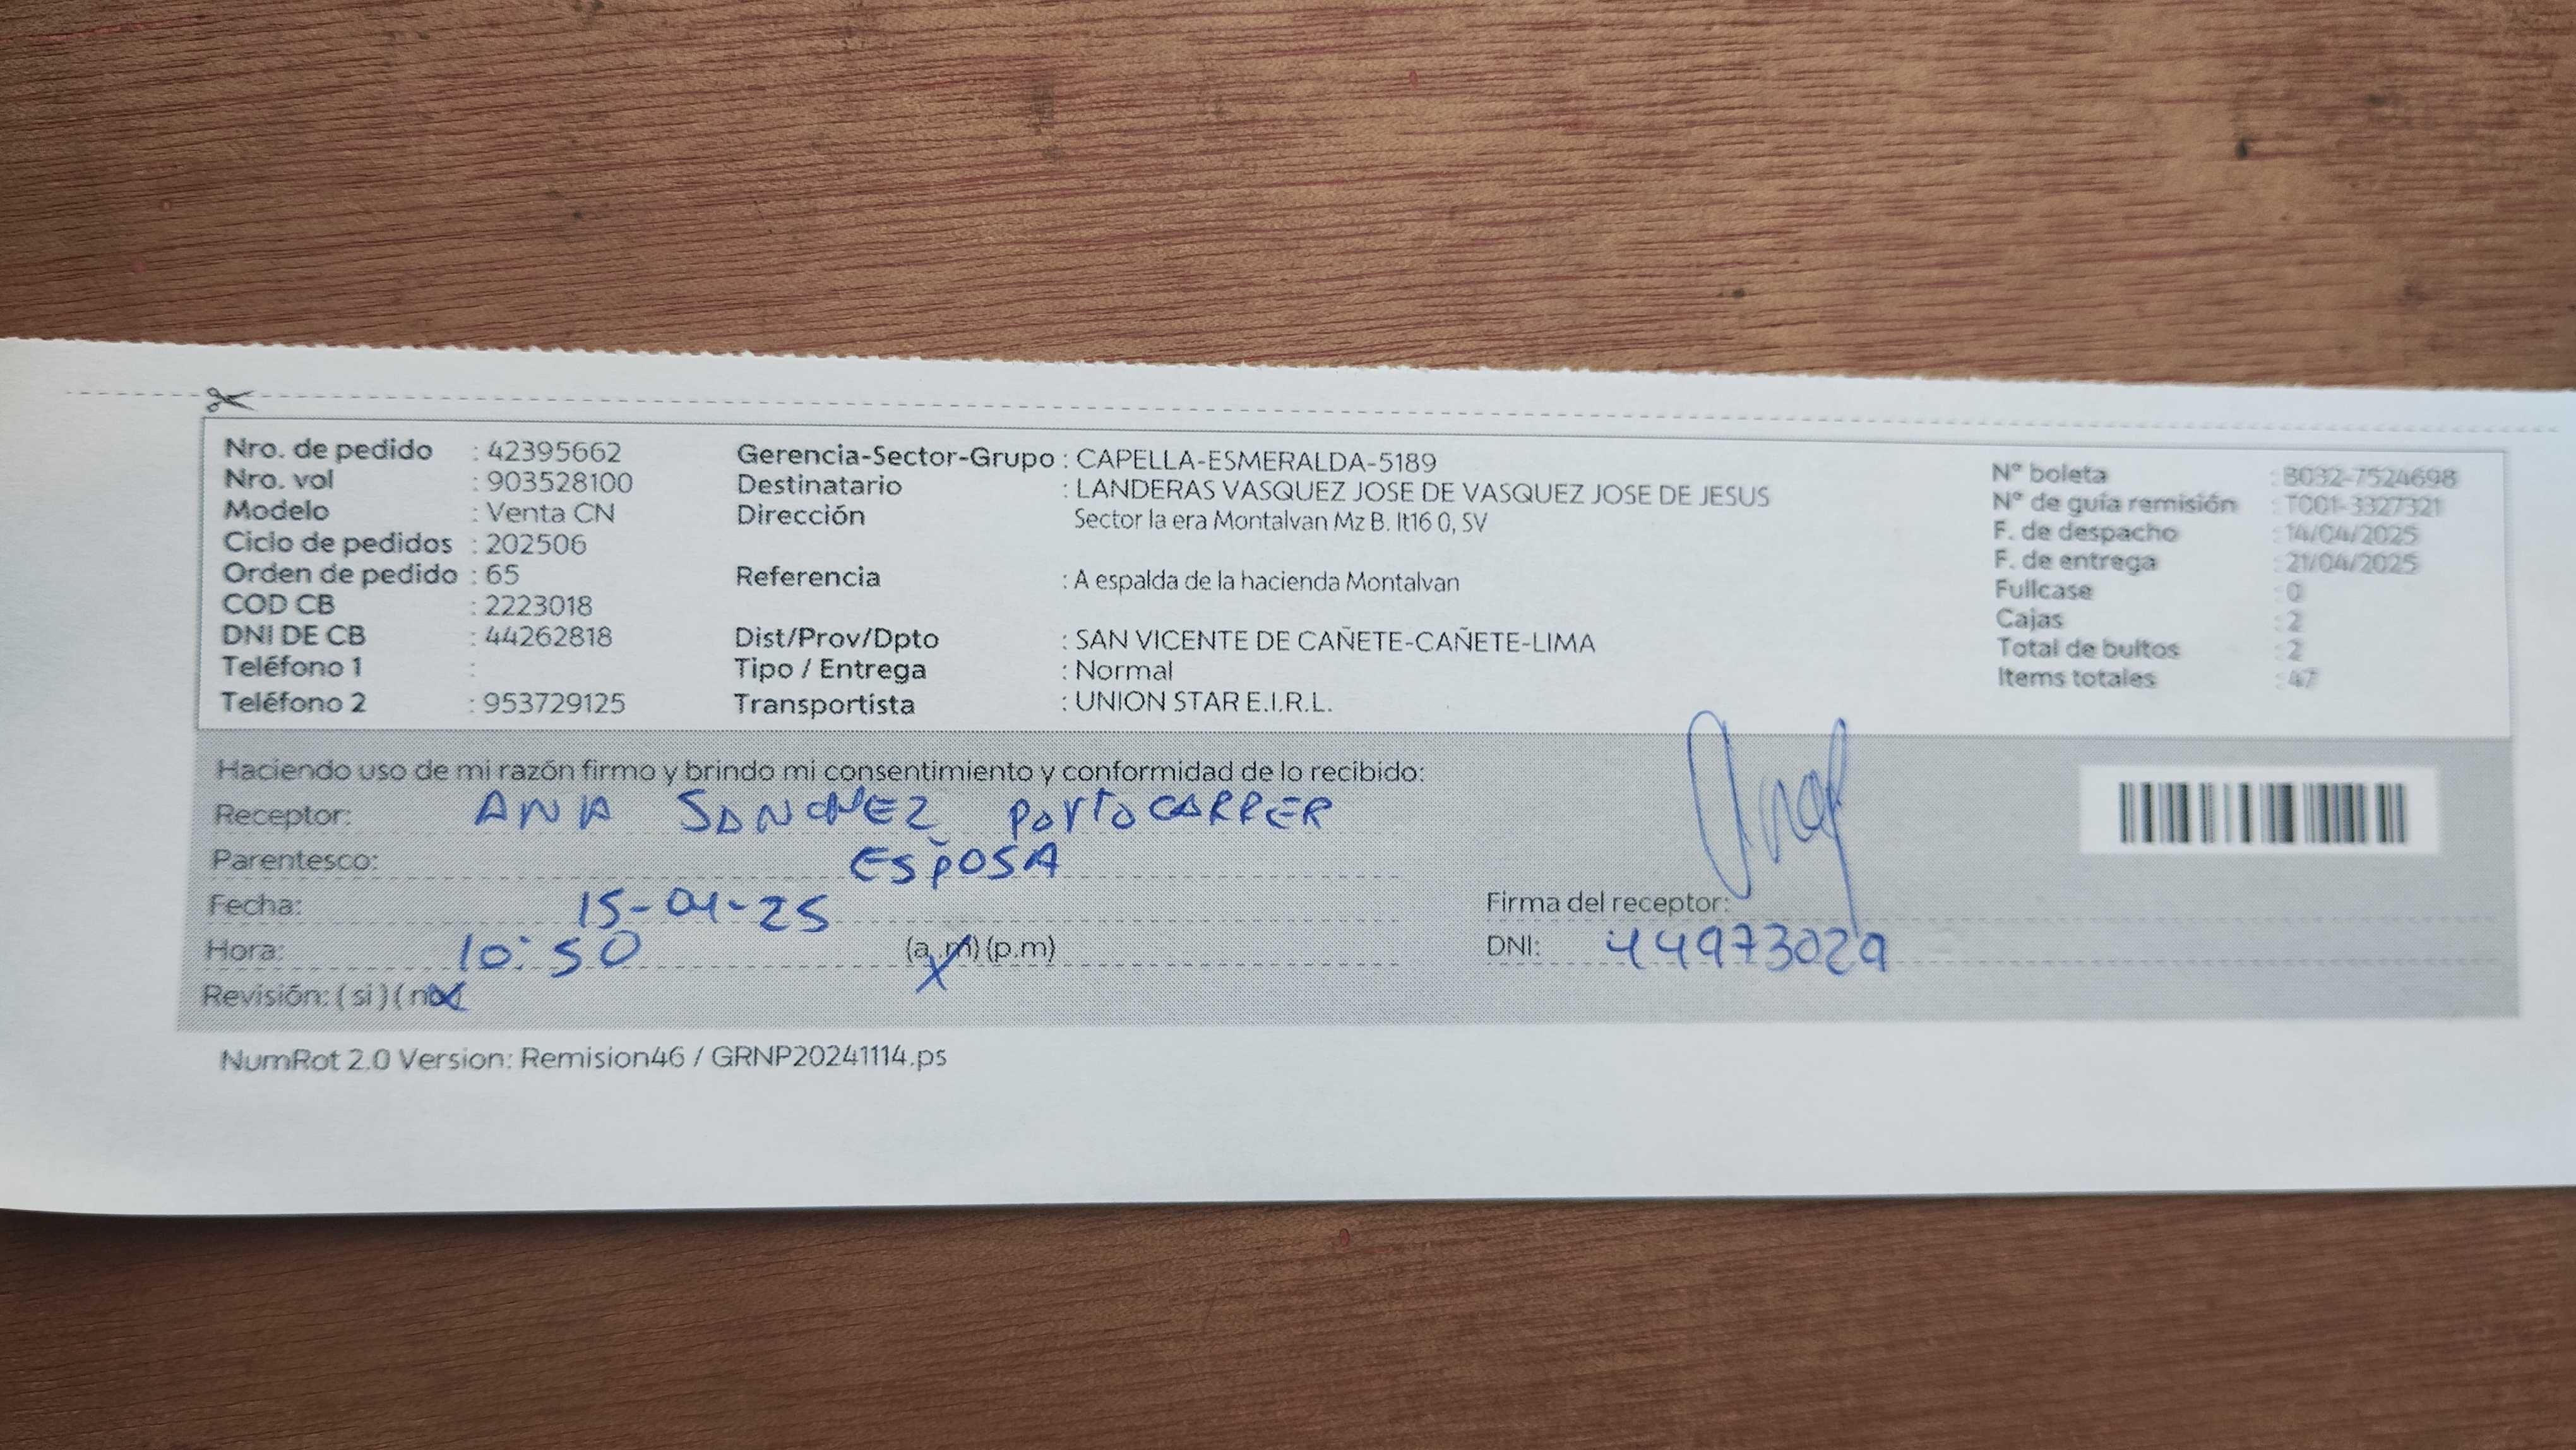 Nro. de pedido : 42395662
Nro. vol : 903528100
Modelo : Venta CN
Ciclo de pedidos : 202506
Orden de pedido : 65
COD CB : 2223018
DNI DE CB : 44262818
Teléfono 1 :
Teléfono 2 : 953729125
Gerencia-Sector-Grupo : CAPELLA-ESMERALDA-5189
Destinatario : LANDERAS VASQUEZ JOSE DE VASQUEZ JOSE DE JESUS
Dirección Sector la era Montalvan Mz B. lt16 0, SV
Referencia : A espalda de la hacienda Montalvan
Dist/Prov/Dpto : SAN VICENTE DE CAÑETE-CAÑETE-LIMA
Tipo / Entrega : Normal
Transportista : UNION STAR E.I.R.L.
N° boleta : B032-7524698
N° de guía remisión : T001-3327321
F. de despacho : 14/04/2025
F. de entrega : 21/04/2025
Fullcase : 0
Cajas : 2
Total de bultos : 2
Items totales : 47
Haciendo uso de mi razón firmo y brindo mi consentimiento y conformidad de lo recibido:
Receptor: ANA SANCHEZ PORTOCARRER
Parentesco: ESPOSA
Fecha: 15-04-25
Hora: 10:50 (a.m) (p.m)
Revisión: ( si ) ( no
Firma del receptor:
DNI: 44973029
NumRot 2.0 Version: Remision46 / GRNP20241114.ps